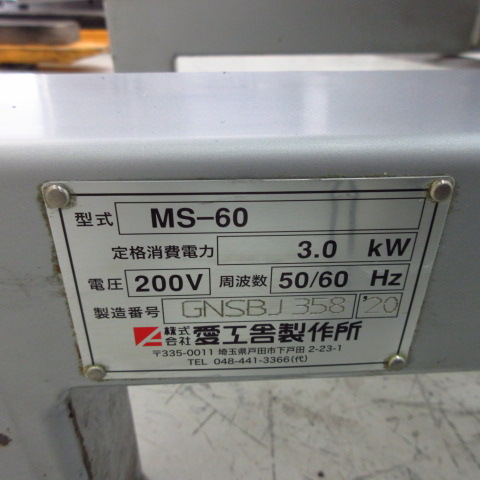 型式 MS-60
定格消費電力 3.0 kW
電圧 200V 周波数 50/60 Hz
製造番号 GNSBJ358 '20
株式会社 愛工舎製作所
〒335-0011 埼玉県戸田市下戸田 2-23-1
TEL 048-441-3366(代)